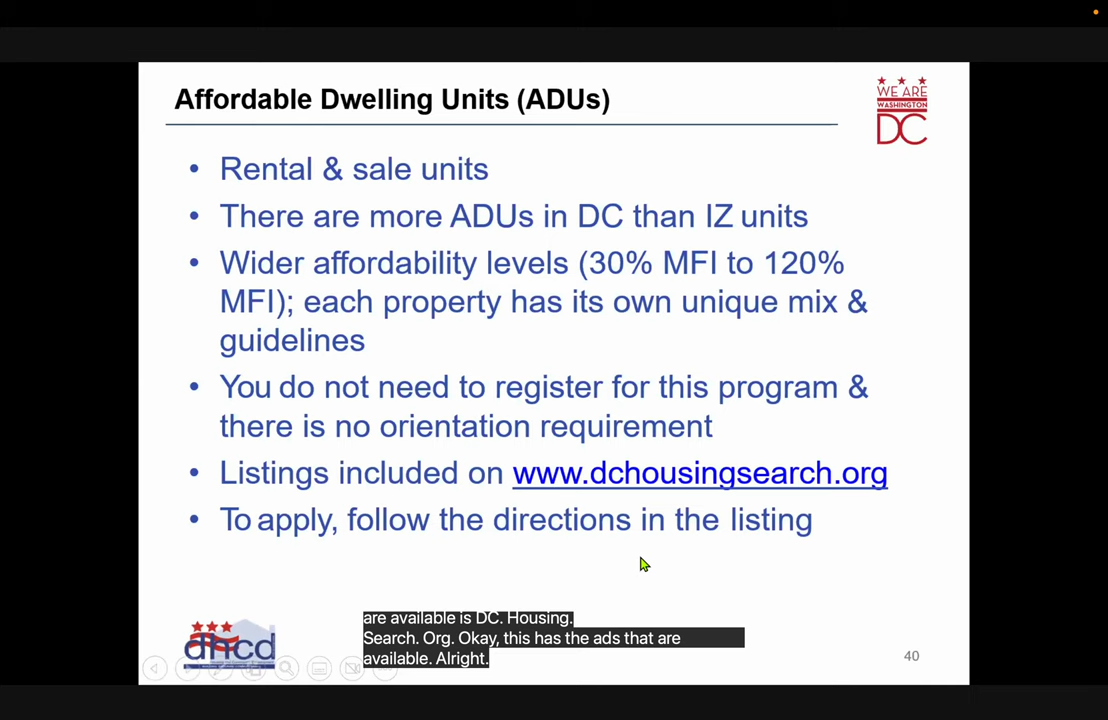 Affordable Dwelling Units (ADUs)
WE ARE
WASHINGTON
DC
• Rental & sale units
• There are more ADUs in DC than IZ units
• Wider affordability levels (30% MFI to 120%
MFI); each property has its own unique mix &
guidelines
• You do not need to register for this program &
there is no orientation requirement
• Listings included on www.dchousingsearch.org
• To apply, follow the directions in the listing
are available is DC. Housing.
Search. Org. Okay, this has the ads that are
available. Alright.
dhcd
40